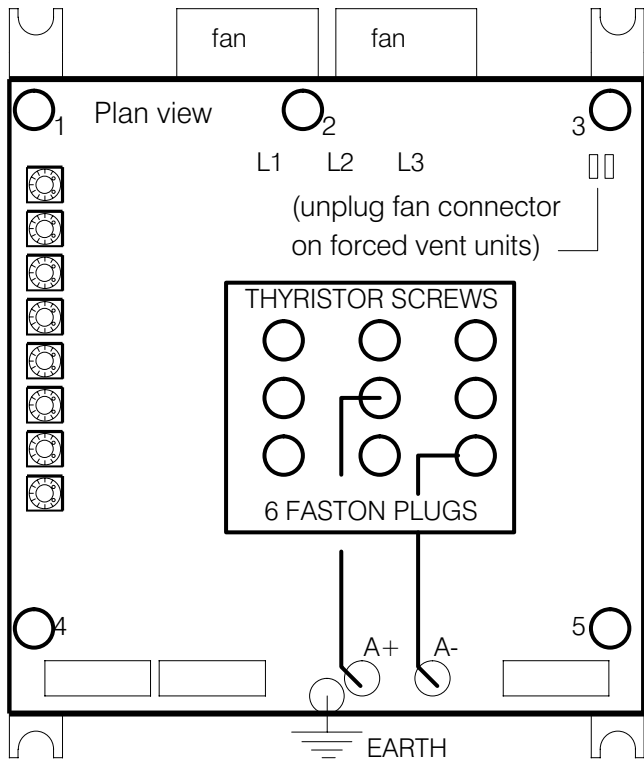 fan fan
1 Plan view 2 3
L1 L2 L3
(unplug fan connector
on forced vent units)
THYRISTOR SCREWS
6 FASTON PLUGS
4 5
A+ A-
EARTH